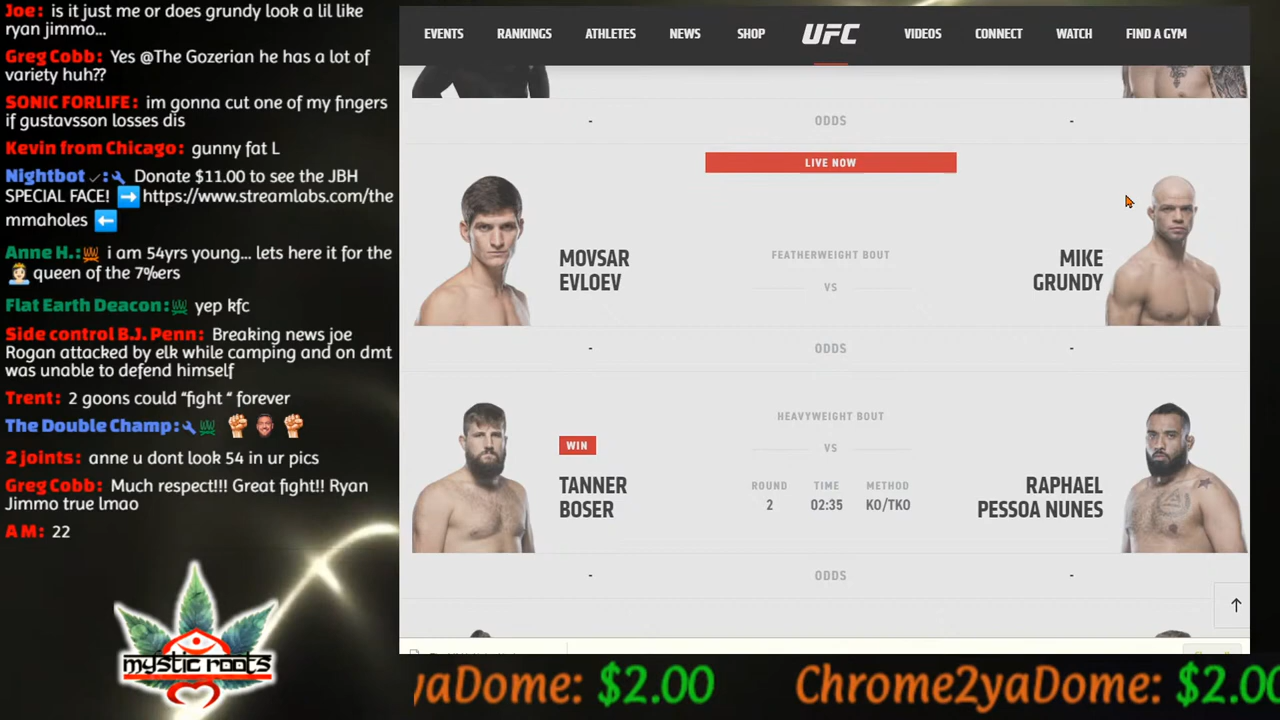 Joe: is it just me or does grundy look a lil like
ryan jimmo...
Greg Cobb: Yes @The Gozerian he has a lot of
variety huh??
SONIC FORLIFE: im gonna cut one of my fingers
if gustavsson losses dis
Kevin from Chicago: gunny fat L
Nightbot: Donate $11.00 to see the JBH
SPECIAL FACE! ➡️ https://www.streamlabs.com/the
mmaholes ⬅️
Anne H.: i am 54yrs young... lets here it for the
👸🏻 queen of the 7%ers
Flat Earth Deacon: yep kfc
Side control B.J. Penn: Breaking news joe
Rogan attacked by elk while camping and on dmt
was unable to defend himself
Trent: 2 goons could “fight “ forever
The Double Champ:
2 joints: anne u dont look 54 in ur pics
Greg Cobb: Much respect!!! Great fight!! Ryan
Jimmo true lmao
A M: 22
mystic roots
EVENTS RANKINGS ATHLETES NEWS SHOP UFC VIDEOS CONNECT WATCH FIND A GYM
- ODDS -
LIVE NOW
MOVSAR
EVLOEV
FEATHERWEIGHT BOUT
VS
MIKE
GRUNDY
- ODDS -
HEAVYWEIGHT BOUT
VS
WIN
TANNER
BOSER
ROUND TIME METHOD
2 02:35 KO/TKO
RAPHAEL
PESSOA NUNES
- ODDS -
yaDome: $2.00 Chrome2yaDome: $2.00